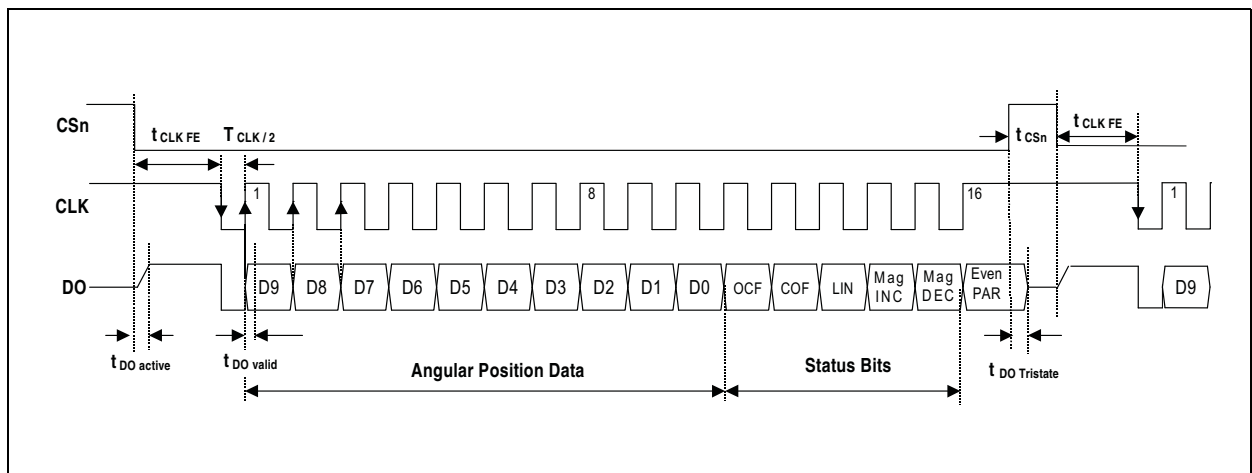 CSn
t CLK FE
T CLK / 2
t CSn
t CLK FE
CLK
1
8
16
1
DO
D9
D8
D7
D6
D5
D4
D3
D2
D1
D0
OCF
COF
LIN
Mag
INC
Mag
DEC
Even
PAR
D9
t DO active
t DO valid
Angular Position Data
Status Bits
t DO Tristate